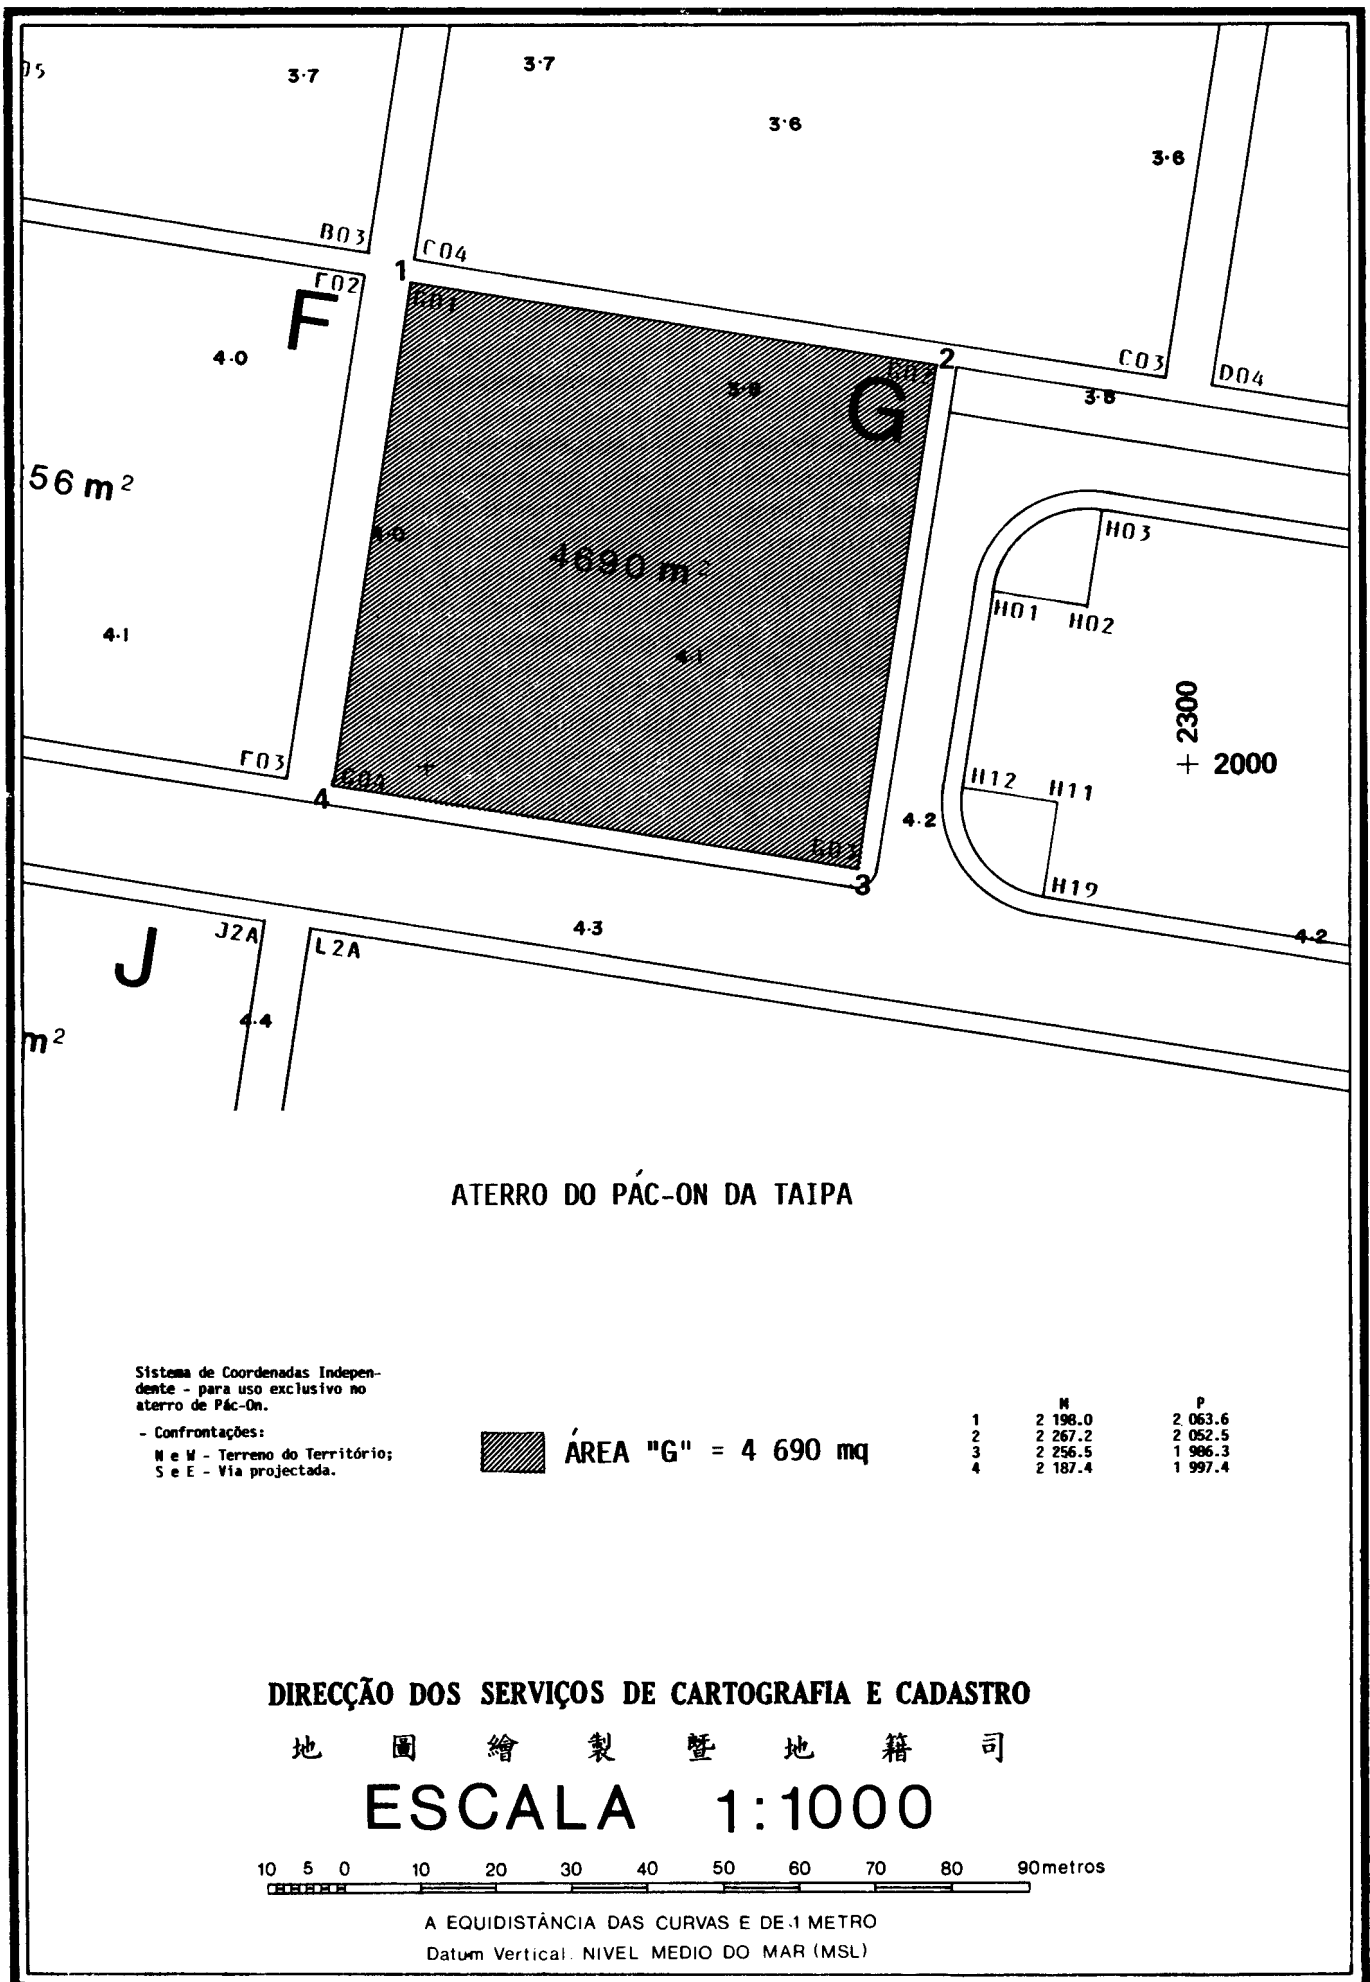 05
3·7
3·7
3·6
3·6
B03
C04
F02
1
G01
F
4·0
2
G02
C03
D04
3·8
3·8
G
56 m²
H03
4·0
4690 m²
H01
H02
4·1
4·1
+ 2300
+ 2000
F03
G04
4
H12
H11
4·2
G03
3
H19
J2A
L2A
4·3
4·2
J
4·4
m²
ATERRO DO PÁC-ON DA TAIPA
Sistema de Coordenadas Indepen-
dente - para uso exclusivo no
aterro de Pác-On.
- Confrontações:
N e W - Terreno do Território;
S e E - Via projectada.
ÁREA "G" = 4 690 mq
M P
1 2 198.0 2 063.6
2 2 267.2 2 052.5
3 2 256.5 1 986.3
4 2 187.4 1 997.4
DIRECÇÃO DOS SERVIÇOS DE CARTOGRAFIA E CADASTRO
地圖繪製暨地籍司
ESCALA 1:1000
10 5 0 10 20 30 40 50 60 70 80 90 metros
A EQUIDISTÂNCIA DAS CURVAS E DE 1 METRO
Datum Vertical. NIVEL MEDIO DO MAR (MSL)